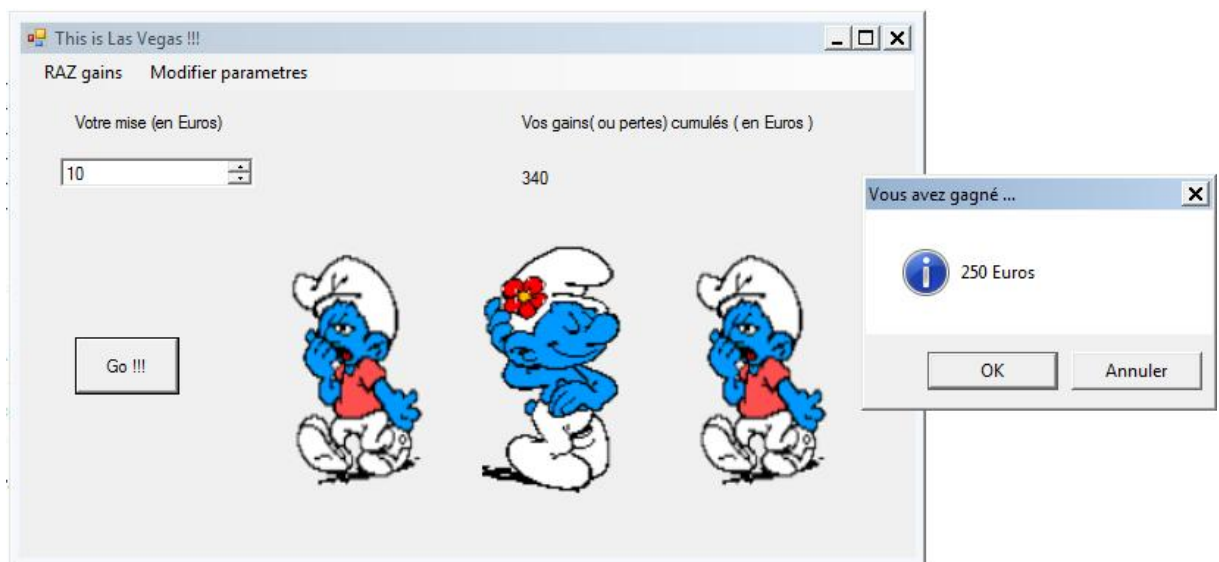 This is Las Vegas !!!
RAZ gains Modifier parametres
Votre mise (en Euros)
Vos gains( ou pertes) cumulés ( en Euros )
10
340
Go !!!
Vous avez gagné ...
250 Euros
OK
Annuler